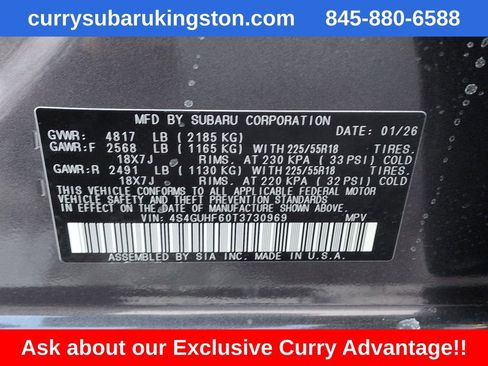 currysubarukingston.com 845-880-6588
MFD BY SUBARU CORPORATION
GVWR: 4817 LB (2185 KG) DATE: 01/26
GAWR:F 2568 LB (1165 KG) WITH 225/55R18 TIRES.
18X7J RIMS. AT 230 KPA (33 PSI) COLD
GAWR:R 2491 LB (1130 KG) WITH 225/55R18 TIRES.
18X7J RIMS. AT 220 KPA (32 PSI) COLD
THIS VEHICLE CONFORMS TO ALL APPLICABLE FEDERAL MOTOR
VEHICLE SAFETY AND THEFT PREVENTION STANDARDS
IN EFFECT ON THE DATE OF MANUFACTURE SHOWN ABOVE.
VIN: 4S4GUHF60T3730969 MPV
ASSEMBLED BY SIA INC. IN U.S.A.
Ask about our Exclusive Curry Advantage!!